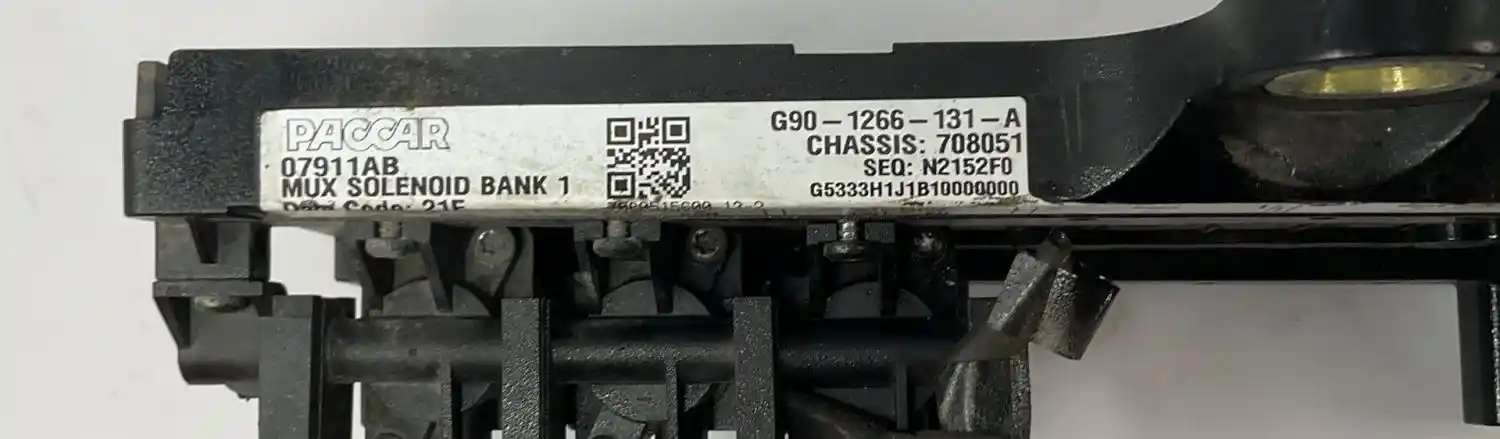 PACCAR
07911AB
MUX SOLENOID BANK 1
G90-1266-131-A
CHASSIS: 708051
SEQ: N2152F0
G5333H1J1B10000000